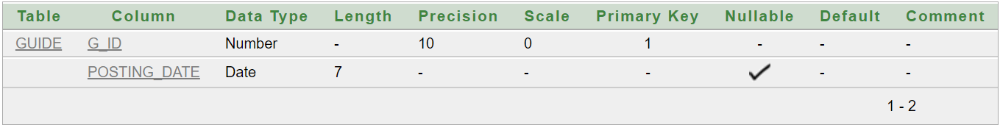 Table Column Data Type Length Precision Scale Primary Key Nullable Default Comment
GUIDE G_ID Number - 10 0 1 - - -
POSTING_DATE Date 7 - - - - -
1 - 2